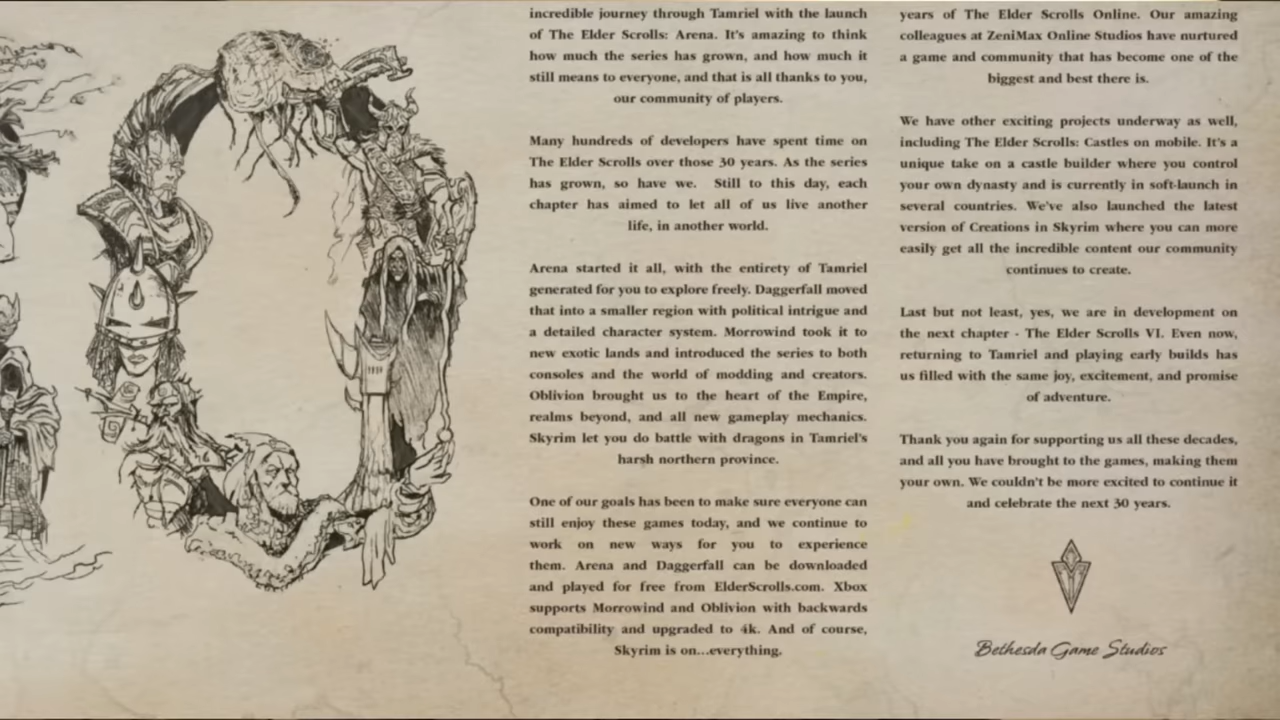 incredible journey through Tamriel with the launch
of The Elder Scrolls: Arena. It's amazing to think
how much the series has grown, and how much it
still means to everyone, and that is all thanks to you,
our community of players.
Many hundreds of developers have spent time on
The Elder Scrolls over those 30 years. As the series
has grown, so have we. Still to this day, each
chapter has aimed to let all of us live another
life, in another world.
Arena started it all, with the entirety of Tamriel
generated for you to explore freely. Daggerfall moved
that into a smaller region with political intrigue and
a detailed character system. Morrowind took it to
new exotic lands and introduced the series to both
consoles and the world of modding and creators.
Oblivion brought us to the heart of the Empire,
realms beyond, and all new gameplay mechanics.
Skyrim let you do battle with dragons in Tamriel's
harsh northern province.
One of our goals has been to make sure everyone can
still enjoy these games today, and we continue to
work on new ways for you to experience
them. Arena and Daggerfall can be downloaded
and played for free from ElderScrolls.com. Xbox
supports Morrowind and Oblivion with backwards
compatibility and upgraded to 4k. And of course,
Skyrim is on...everything.
years of The Elder Scrolls Online. Our amazing
colleagues at ZeniMax Online Studios have nurtured
a game and community that has become one of the
biggest and best there is.
We have other exciting projects underway as well,
including The Elder Scrolls: Castles on mobile. It's a
unique take on a castle builder where you control
your own dynasty and is currently in soft-launch in
several countries. We've also launched the latest
version of Creations in Skyrim where you can more
easily get all the incredible content our community
continues to create.
Last but not least, yes, we are in development on
the next chapter - The Elder Scrolls VI. Even now,
returning to Tamriel and playing early builds has
us filled with the same joy, excitement, and promise
of adventure.
Thank you again for supporting us all these decades,
and all you have brought to the games, making them
your own. We couldn't be more excited to continue it
and celebrate the next 30 years.
Bethesda Game Studios